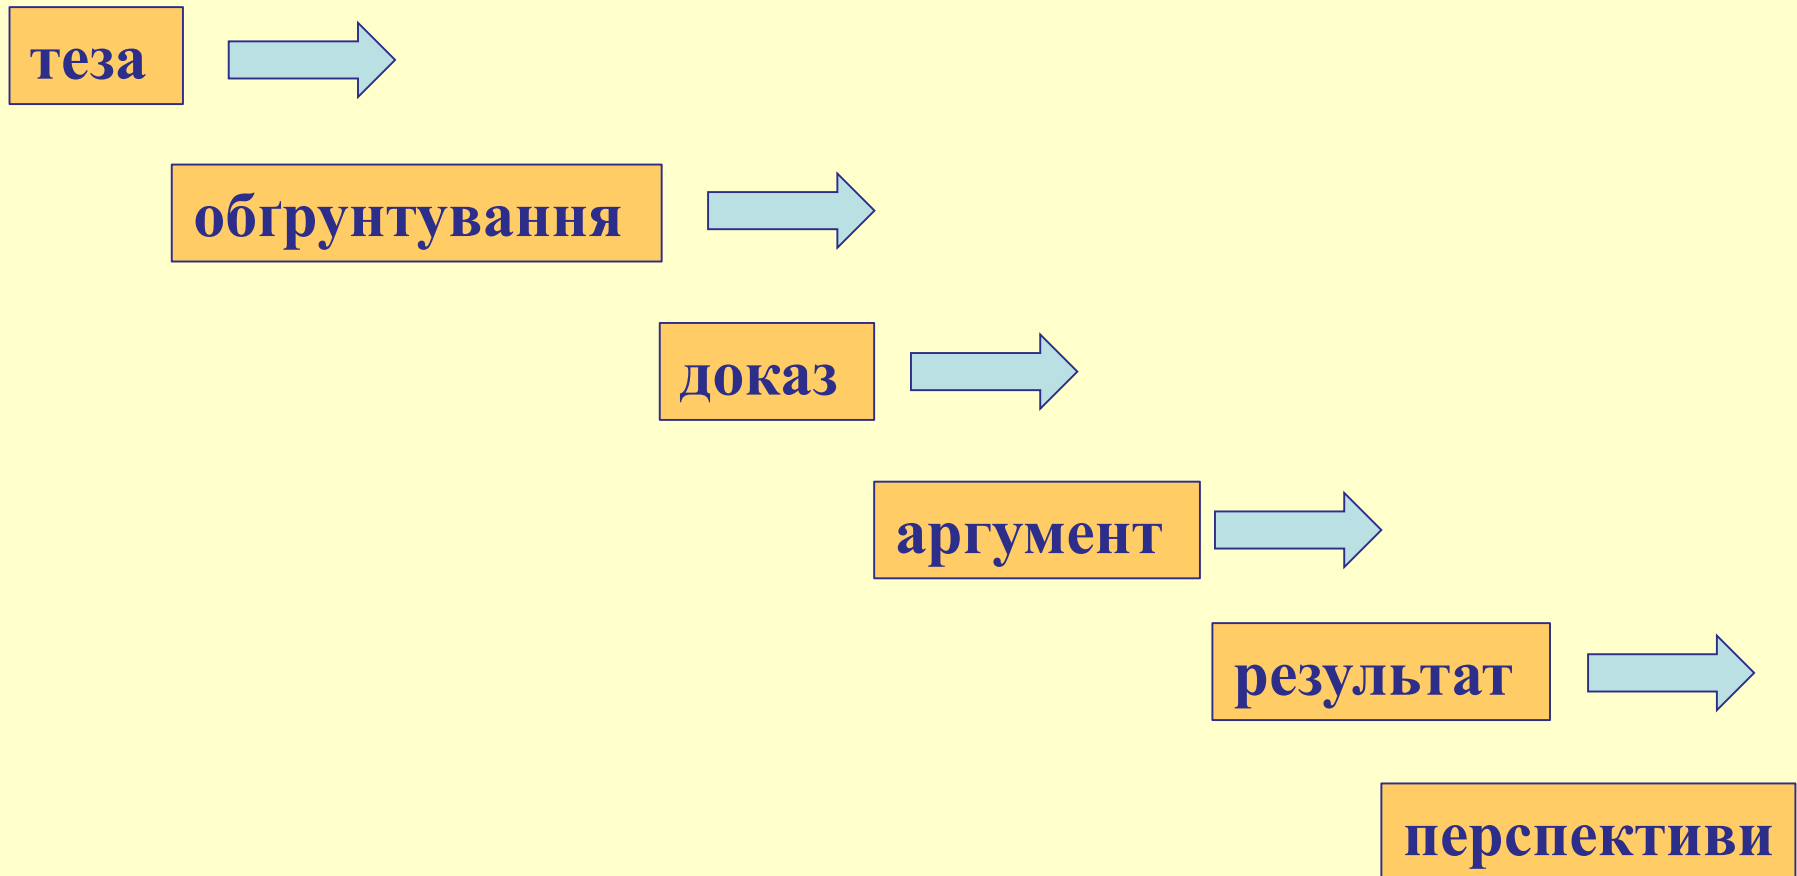 теза
обґрунтування
доказ
аргумент
результат
перспективи